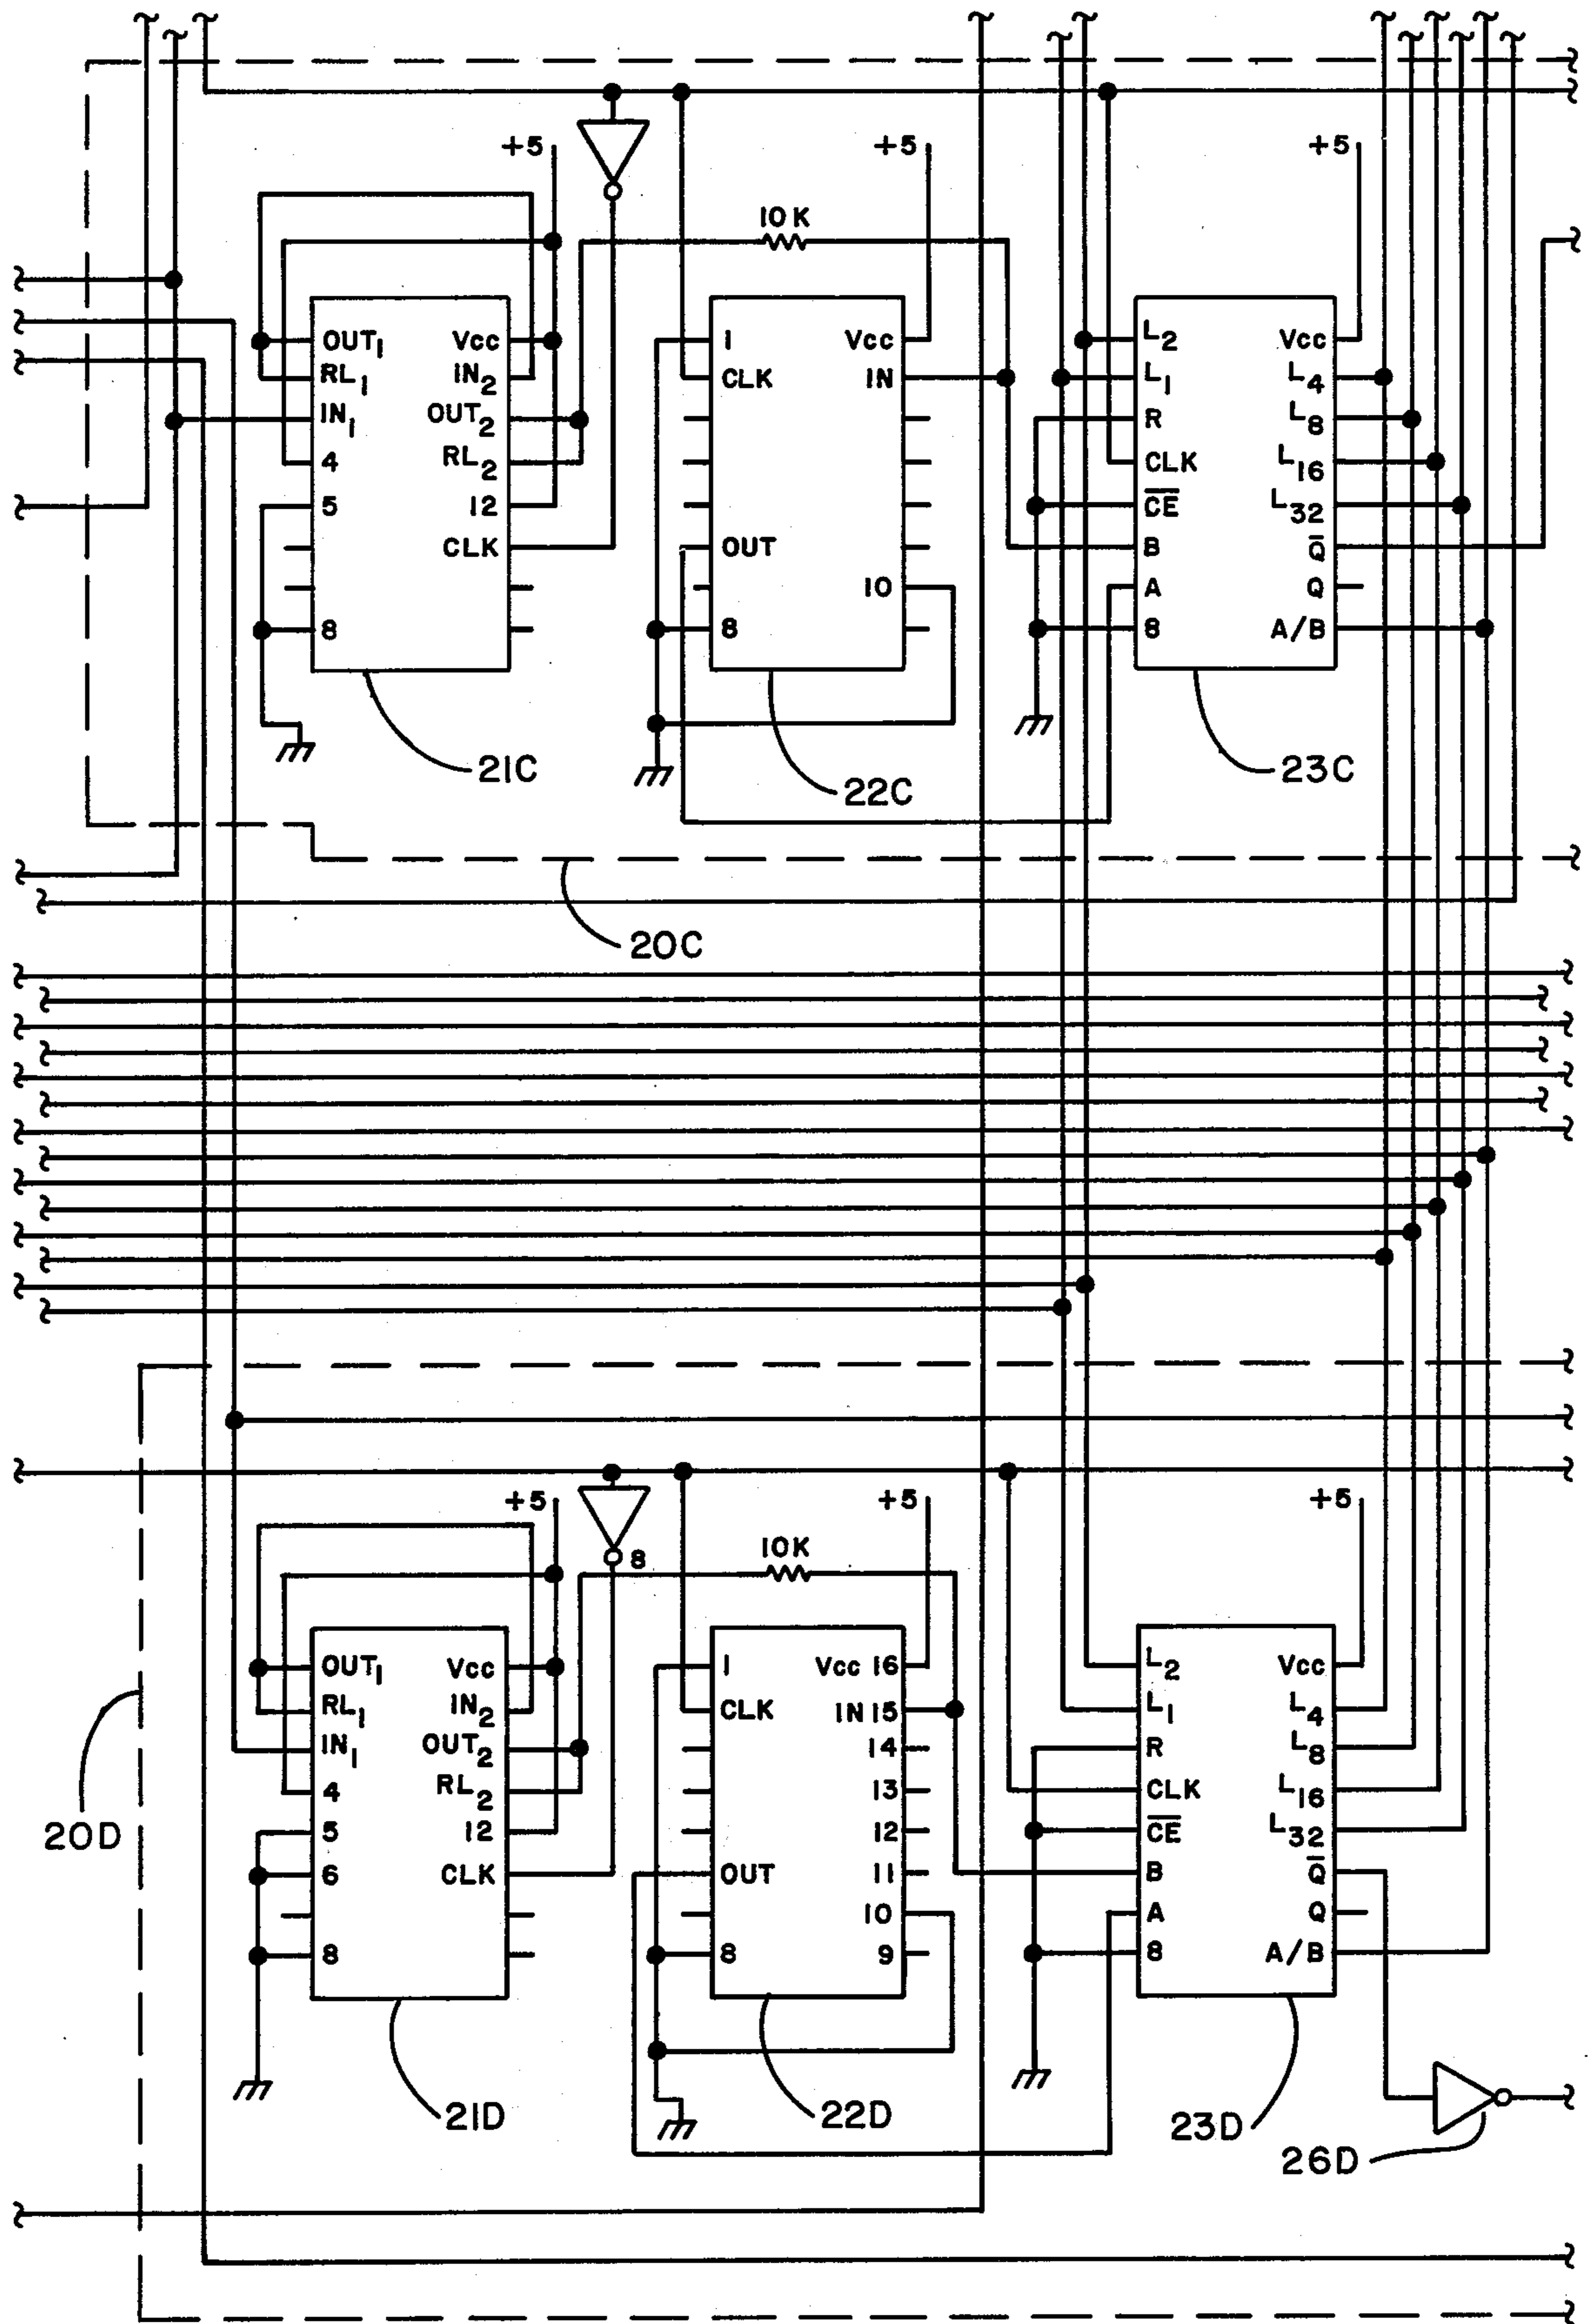 +5
+5
+5
10K
OUT1
RL1
IN1
4
5
8
Vcc
IN2
OUT2
RL2
12
CLK
1
CLK
OUT
8
Vcc
IN
10
L2
L1
R
CLK
C̅E̅
B
A
8
Vcc
L4
L8
L16
L32
Q̅
Q
A/B
21C
22C
23C
20C
+5
8
+5
+5
10K
OUT1
RL1
IN1
4
5
6
8
Vcc
IN2
OUT2
RL2
12
CLK
1
CLK
OUT
8
Vcc 16
IN 15
14
13
12
11
10
9
L2
L1
R
CLK
C̅E̅
B
A
8
Vcc
L4
L8
L16
L32
Q̅
Q
A/B
20D
21D
22D
23D
26D